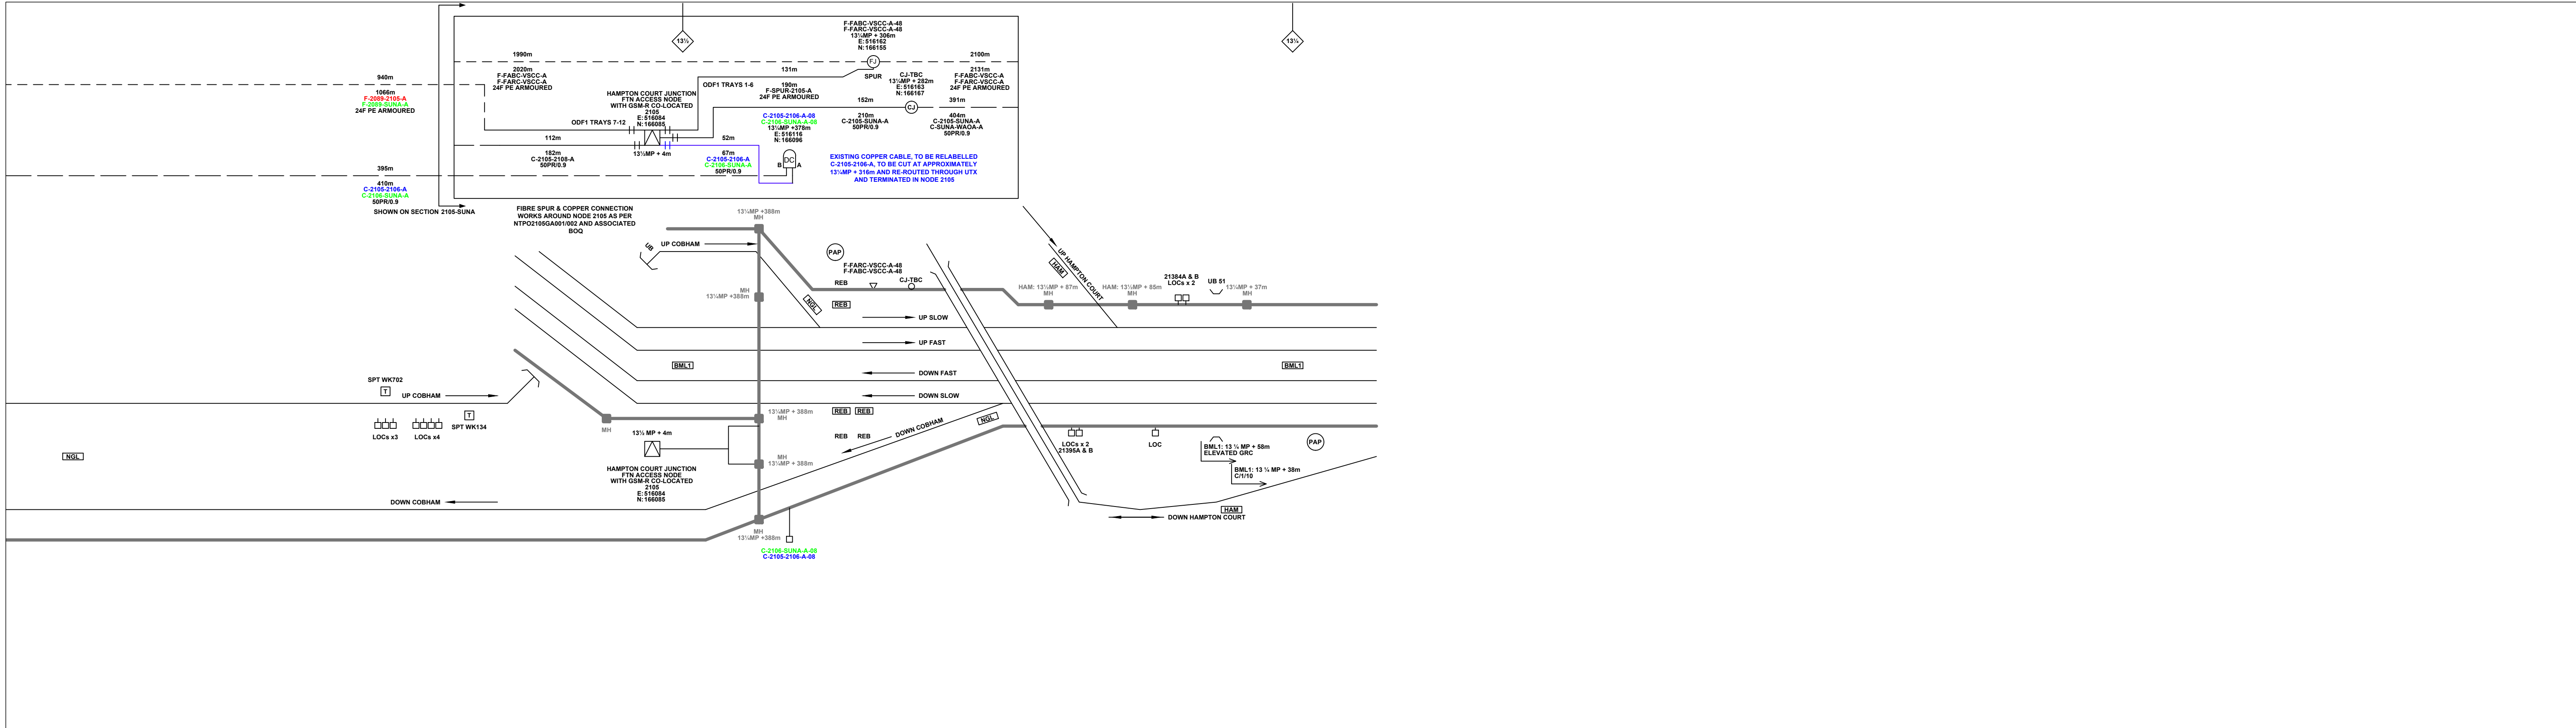 13½
13¼
F-FABC-VSCC-A-48
F-FARC-VSCC-A-48
13¼MP + 306m
E: 516162
N: 166155
FJ
SPUR
1990m
2020m
F-FABC-VSCC-A
F-FARC-VSCC-A
24F PE ARMOURED
131m
190m
F-SPUR-2105-A
24F PE ARMOURED
ODF1 TRAYS 1-6
CJ-TBC
13¼MP + 282m
E: 516163
N: 166167
CJ
2100m
2131m
F-FABC-VSCC-A
F-FARC-VSCC-A
24F PE ARMOURED
940m
1066m
F-2089-2105-A
F-2089-SUNA-A
24F PE ARMOURED
HAMPTON COURT JUNCTION
FTN ACCESS NODE
WITH GSM-R CO-LOCATED
2105
E: 516084
N: 166085
ODF1 TRAYS 7-12
13½MP + 4m
152m
210m
C-2105-SUNA-A
50PR/0.9
391m
404m
C-2105-SUNA-A
C-SUNA-WAOA-A
50PR/0.9
C-2105-2106-A-08
C-2106-SUNA-A-08
13¼MP +378m
E: 516116
N: 166096
DC
B
A
112m
182m
C-2105-2108-A
50PR/0.9
52m
67m
C-2105-2106-A
C-2106-SUNA-A
50PR/0.9
EXISTING COPPER CABLE, TO BE RELABELLED
C-2105-2106-A, TO BE CUT AT APPROXIMATELY
13¼MP + 316m AND RE-ROUTED THROUGH UTX
AND TERMINATED IN NODE 2105
395m
410m
C-2105-2106-A
C-2106-SUNA-A
50PR/0.9
SHOWN ON SECTION 2105-SUNA
FIBRE SPUR & COPPER CONNECTION
WORKS AROUND NODE 2105 AS PER
NTPO2105GA001/002 AND ASSOCIATED
BOQ
13¼MP +388m
MH
UB
UP COBHAM
PAP
F-FARC-VSCC-A-48
F-FABC-VSCC-A-48
REB
CJ-TBC
MH
13¼MP +388m
NGL
REB
UP HAMPTON COURT
HAM
HAM: 13¼MP + 87m
MH
HAM: 13¼MP + 85m
MH
21384A & B
LOCs x 2
UB 51
13¼MP + 37m
MH
UP SLOW
UP FAST
BML1
BML1
DOWN FAST
DOWN SLOW
SPT WK702
T
UP COBHAM
T
SPT WK134
LOCs x3
LOCs x4
NGL
MH
13¼MP + 388m
MH
REB
REB
REB
REB
DOWN COBHAM
NGL
13½ MP + 4m
HAMPTON COURT JUNCTION
FTN ACCESS NODE
WITH GSM-R CO-LOCATED
2105
E: 516084
N: 166085
MH
13¼MP + 388m
LOCs x 2
21395A & B
LOC
BML1: 13 ¼ MP + 58m
ELEVATED GRC
BML1: 13 ¼ MP + 38m
C/1/10
PAP
DOWN COBHAM
HAM
DOWN HAMPTON COURT
MH
13¼MP +388m
C-2106-SUNA-A-08
C-2105-2106-A-08